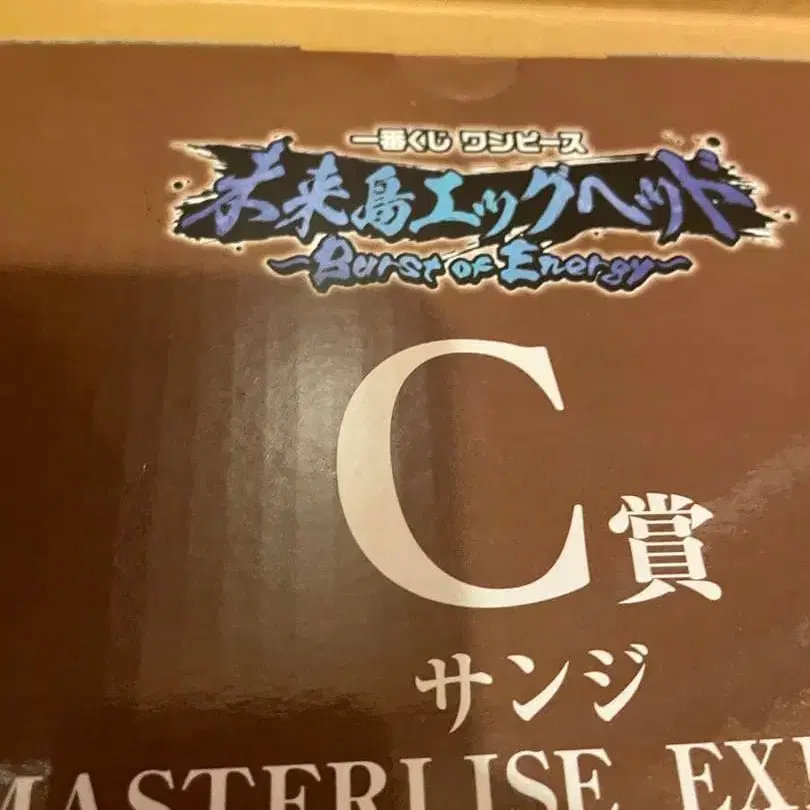 一番くじ ワンピース
未来島エッグヘッド
～Burst of Energy～
C賞
サンジ
MASTERLISE EX